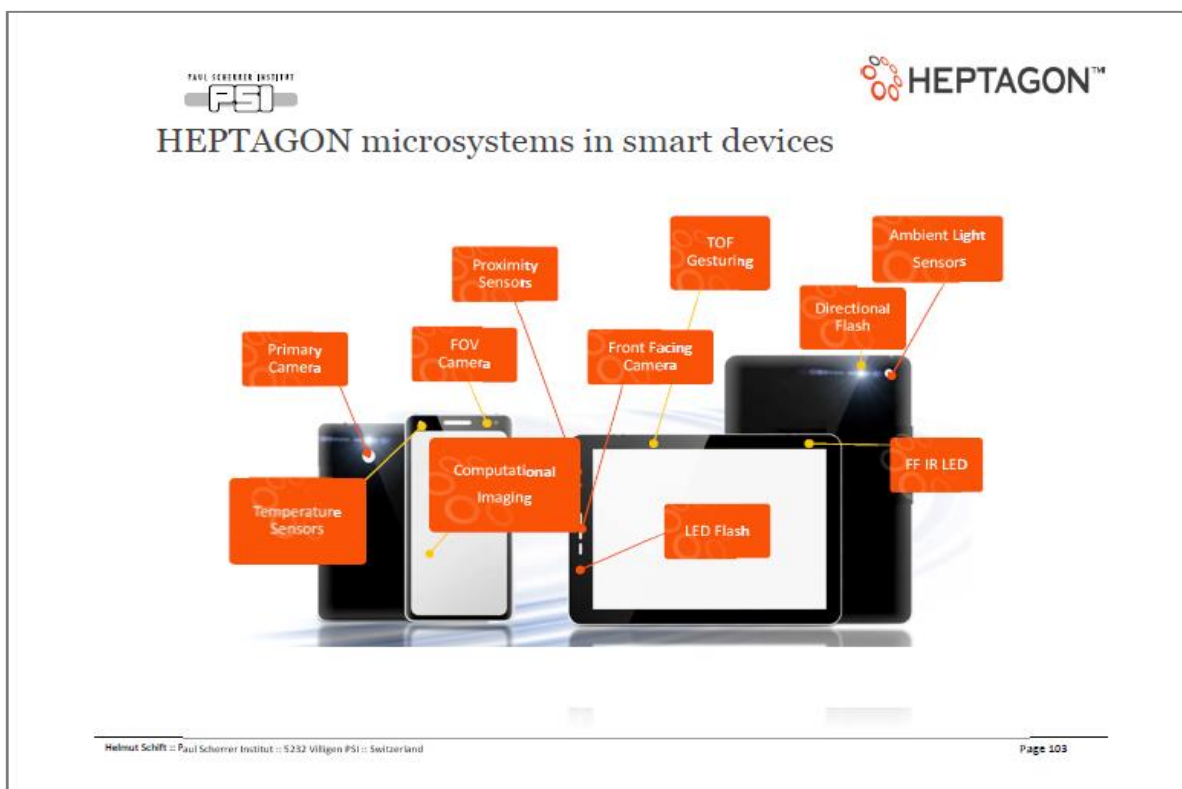 PAUL SCHERRER INSTITUT
PSI
HEPTAGON™
HEPTAGON microsystems in smart devices
TOF
Gesturing
Ambient Light
Sensors
Proximity
Sensors
Directional
Flash
Primary
Camera
FOV
Camera
Front Facing
Camera
Computational
Imaging
FF IR LED
Temperature
Sensors
LED Flash
Helmut Schift :: Paul Scherrer Institut :: 5232 Villigen PSI :: Switzerland
Page 103